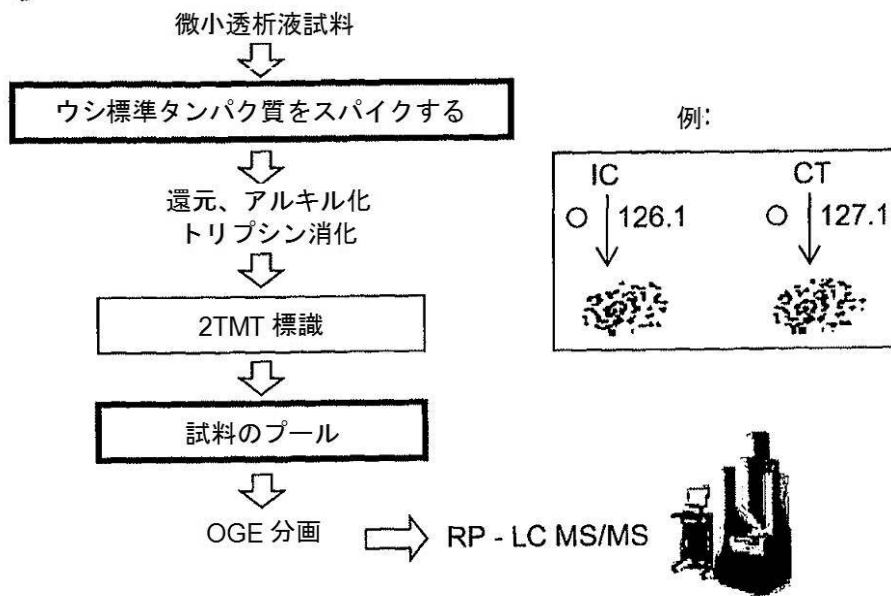 微小透析液試料
ウシ標準タンパク質をスパイクする
還元、アルキル化
トリプシン消化
2TMT 標識
試料のプール
OGE 分画
RP - LC MS/MS
例:
IC
CT
126.1
127.1